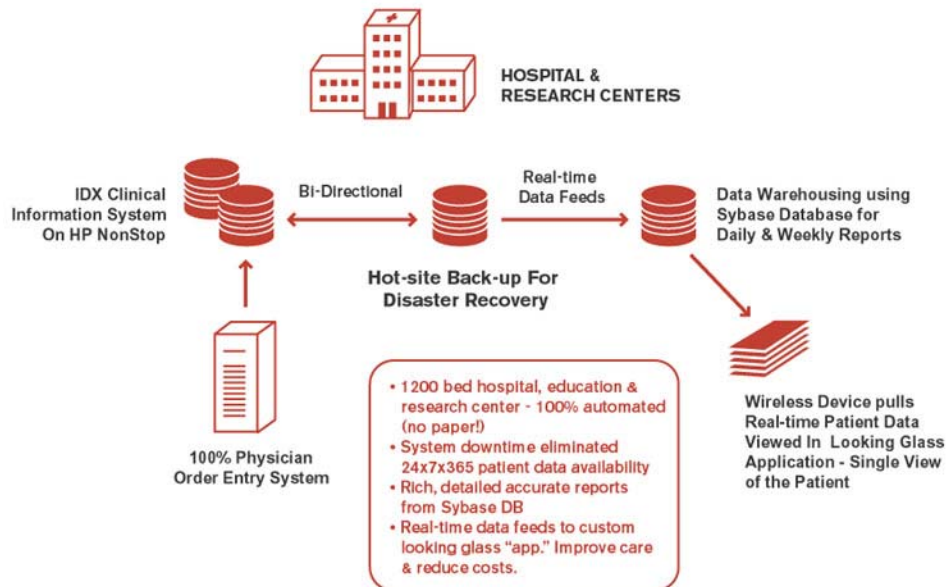 HOSPITAL &
RESEARCH CENTERS
IDX Clinical
Information System
On HP NonStop
Bi-Directional
Real-time
Data Feeds
Data Warehousing using
Sybase Database for
Daily & Weekly Reports
Hot-site Back-up For
Disaster Recovery
100% Physician
Order Entry System
• 1200 bed hospital, education &
research center - 100% automated
(no paper!)
• System downtime eliminated
24x7x365 patient data availability
• Rich, detailed accurate reports
from Sybase DB
• Real-time data feeds to custom
looking glass “app.” Improve care
& reduce costs.
Wireless Device pulls
Real-time Patient Data
Viewed In Looking Glass
Application - Single View
of the Patient